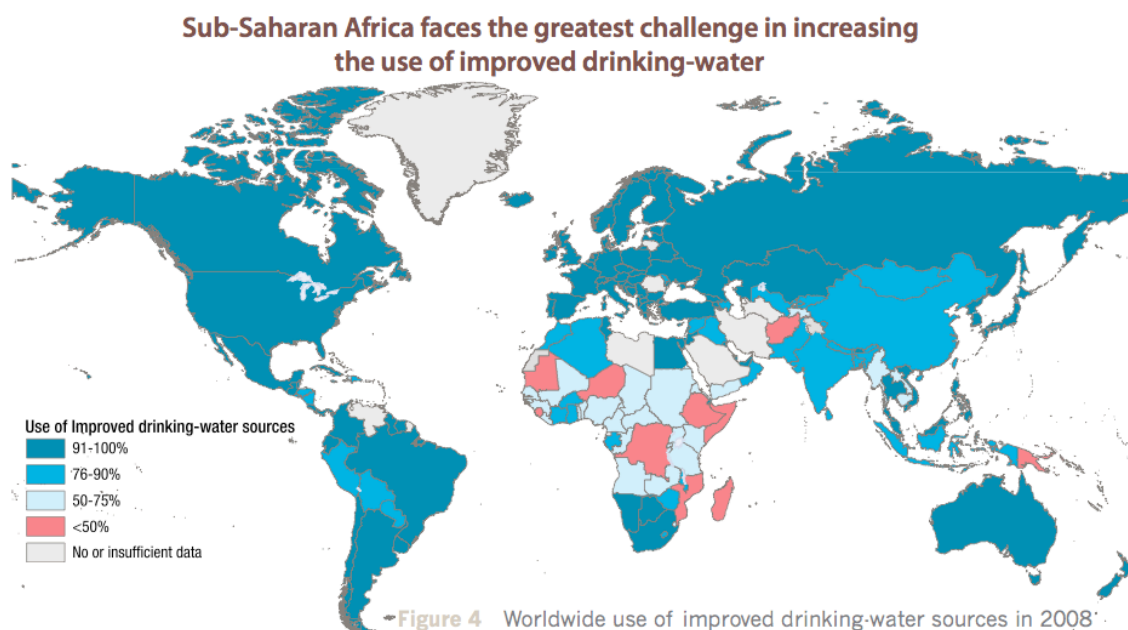 Sub-Saharan Africa faces the greatest challenge in increasing
the use of improved drinking-water
Use of Improved drinking-water sources
91-100%
76-90%
50-75%
<50%
No or insufficient data
Figure 4 Worldwide use of improved drinking-water sources in 2008